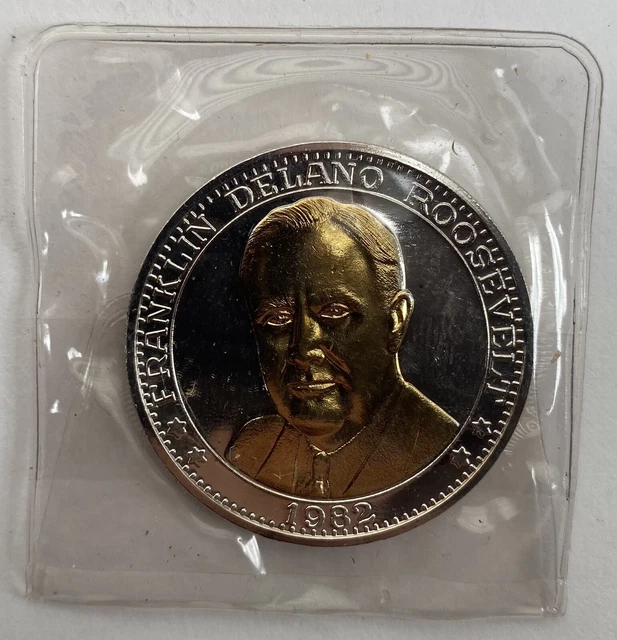 FRANKLIN DELANO ROOSEVELT
1982